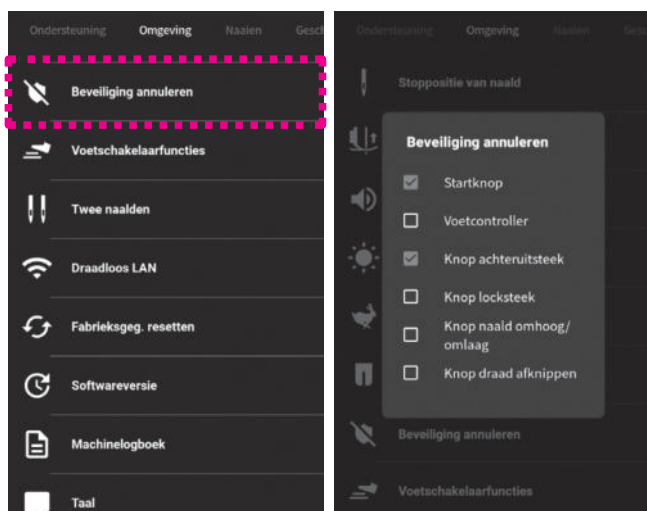 Ondersteuning Omgeving Naaien
Beveiliging annuleren
Voetschakelaarfuncties
Twee naalden
Draadloos LAN
Fabrieksgeg. resetten
Softwareversie
Machinelogboek
Taal
Ondersteuning Omgeving Naaien
Stoppositie van naald
Beveiliging annuleren
Startknop
Voetcontroller
Knop achteruitsteek
Knop locksteek
Knop naald omhoog/
omlaag
Knop draad afknippen
Beveiliging annuleren
Voetschakelaarfuncties